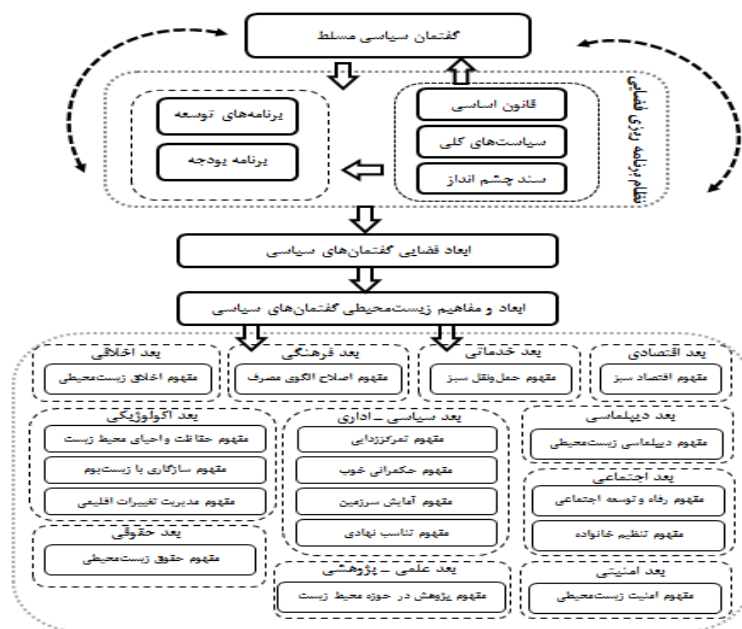 گفتمان سیاسی مسلط
نظام برنامه ریزی فضایی
قانون اساسی
سیاست‌های کلی
سند چشم انداز
برنامه‌های توسعه
برنامه بودجه
ابعاد فضایی گفتمان‌های سیاسی
ابعاد و مفاهیم زیست‌محیطی گفتمان‌های سیاسی
بعد اقتصادی
مفهوم اقتصاد سبز
بعد خدماتی
مفهوم حمل‌ونقل سبز
بعد فرهنگی
مفهوم اصلاح الگوی مصرف
بعد اخلاقی
مفهوم اخلاق زیست‌محیطی
بعد دیپلماسی
مفهوم دیپلماسی زیست‌محیطی
بعد سیاسی – اداری
مفهوم تمرکززدایی
مفهوم حکمرانی خوب
مفهوم آمایش سرزمین
مفهوم تناسب نهادی
بعد اکولوژیکی
مفهوم حفاظت و احیای محیط زیست
مفهوم سازگاری با زیست‌بوم
مفهوم مدیریت تغییرات اقلیمی
بعد اجتماعی
مفهوم رفاه و توسعه اجتماعی
مفهوم تنظیم خانواده
بعد حقوقی
مفهوم حقوق زیست‌محیطی
بعد امنیتی
مفهوم امنیت زیست‌محیطی
بعد علمی – پژوهشی
مفهوم پژوهش در حوزه محیط زیست